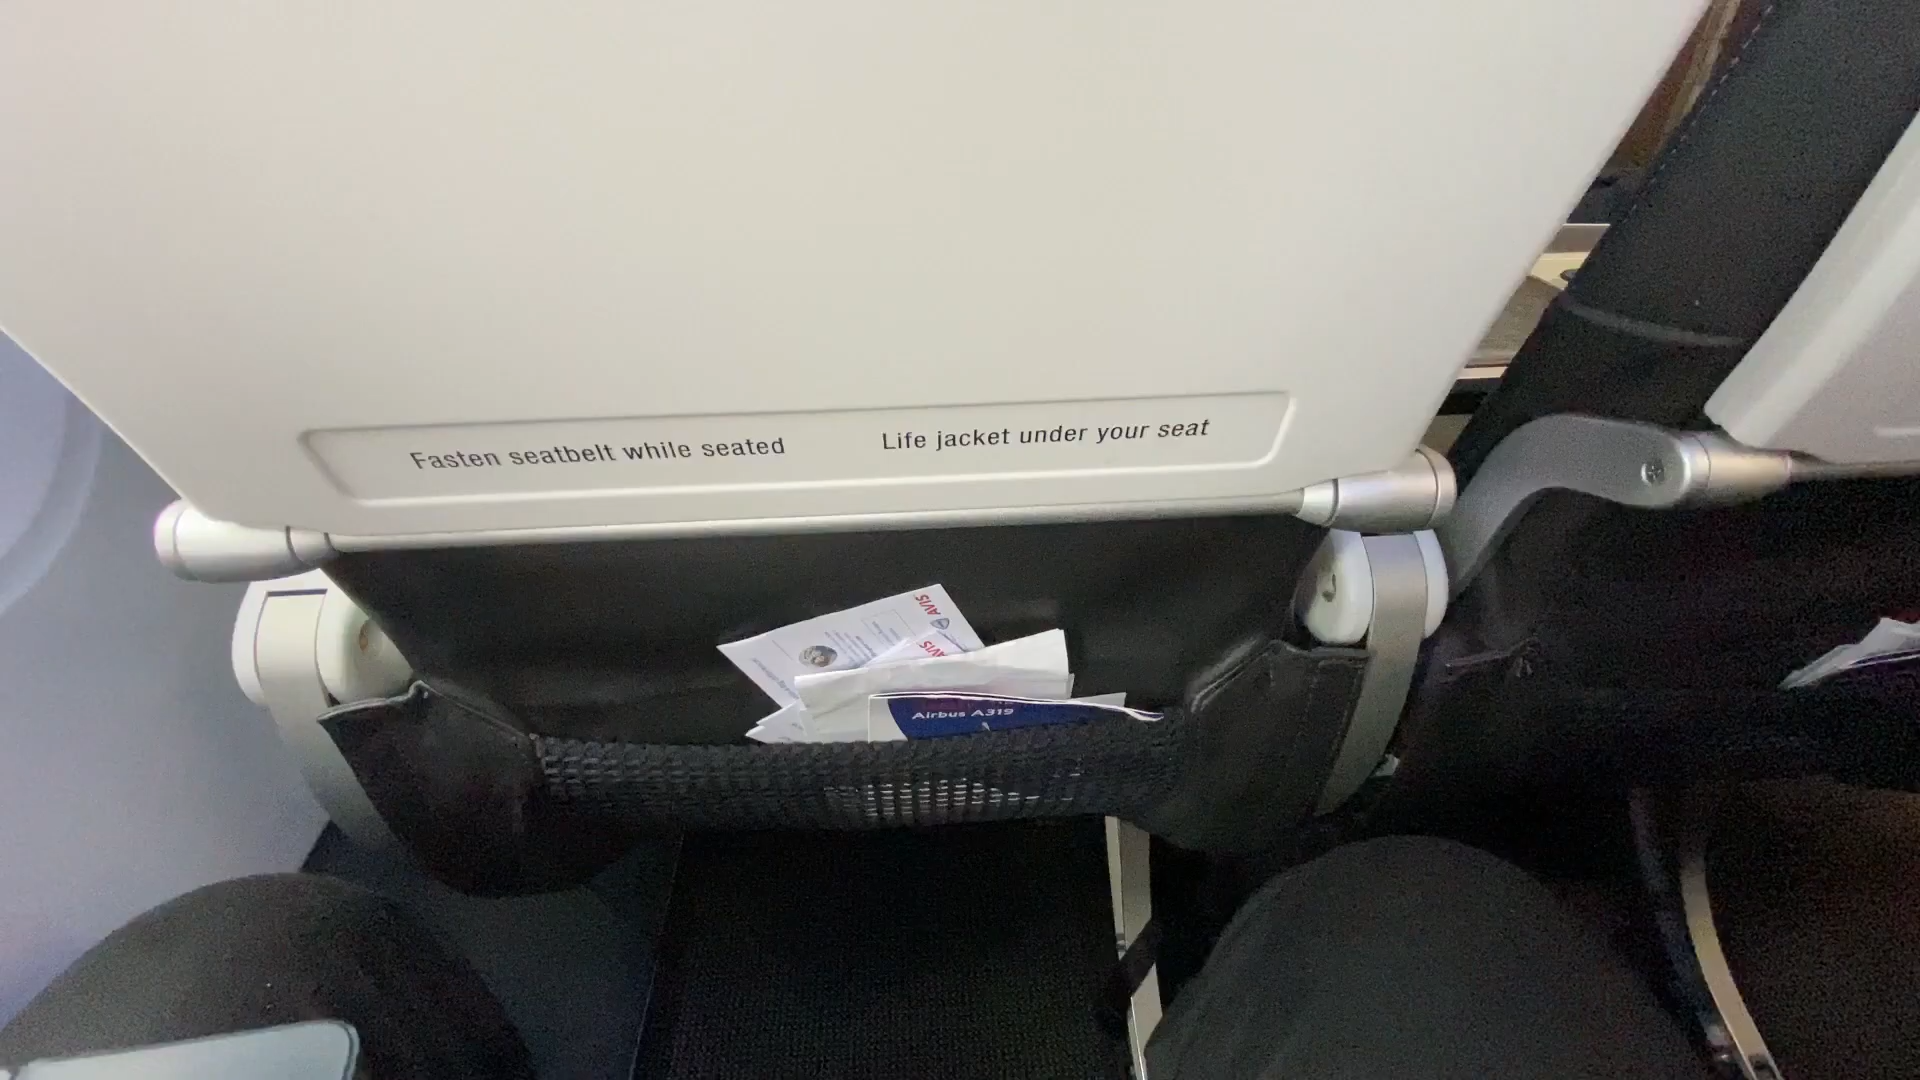 Fasten seatbelt while seated
Life jacket under your seat
AVIS
AVIS
Airbus A319